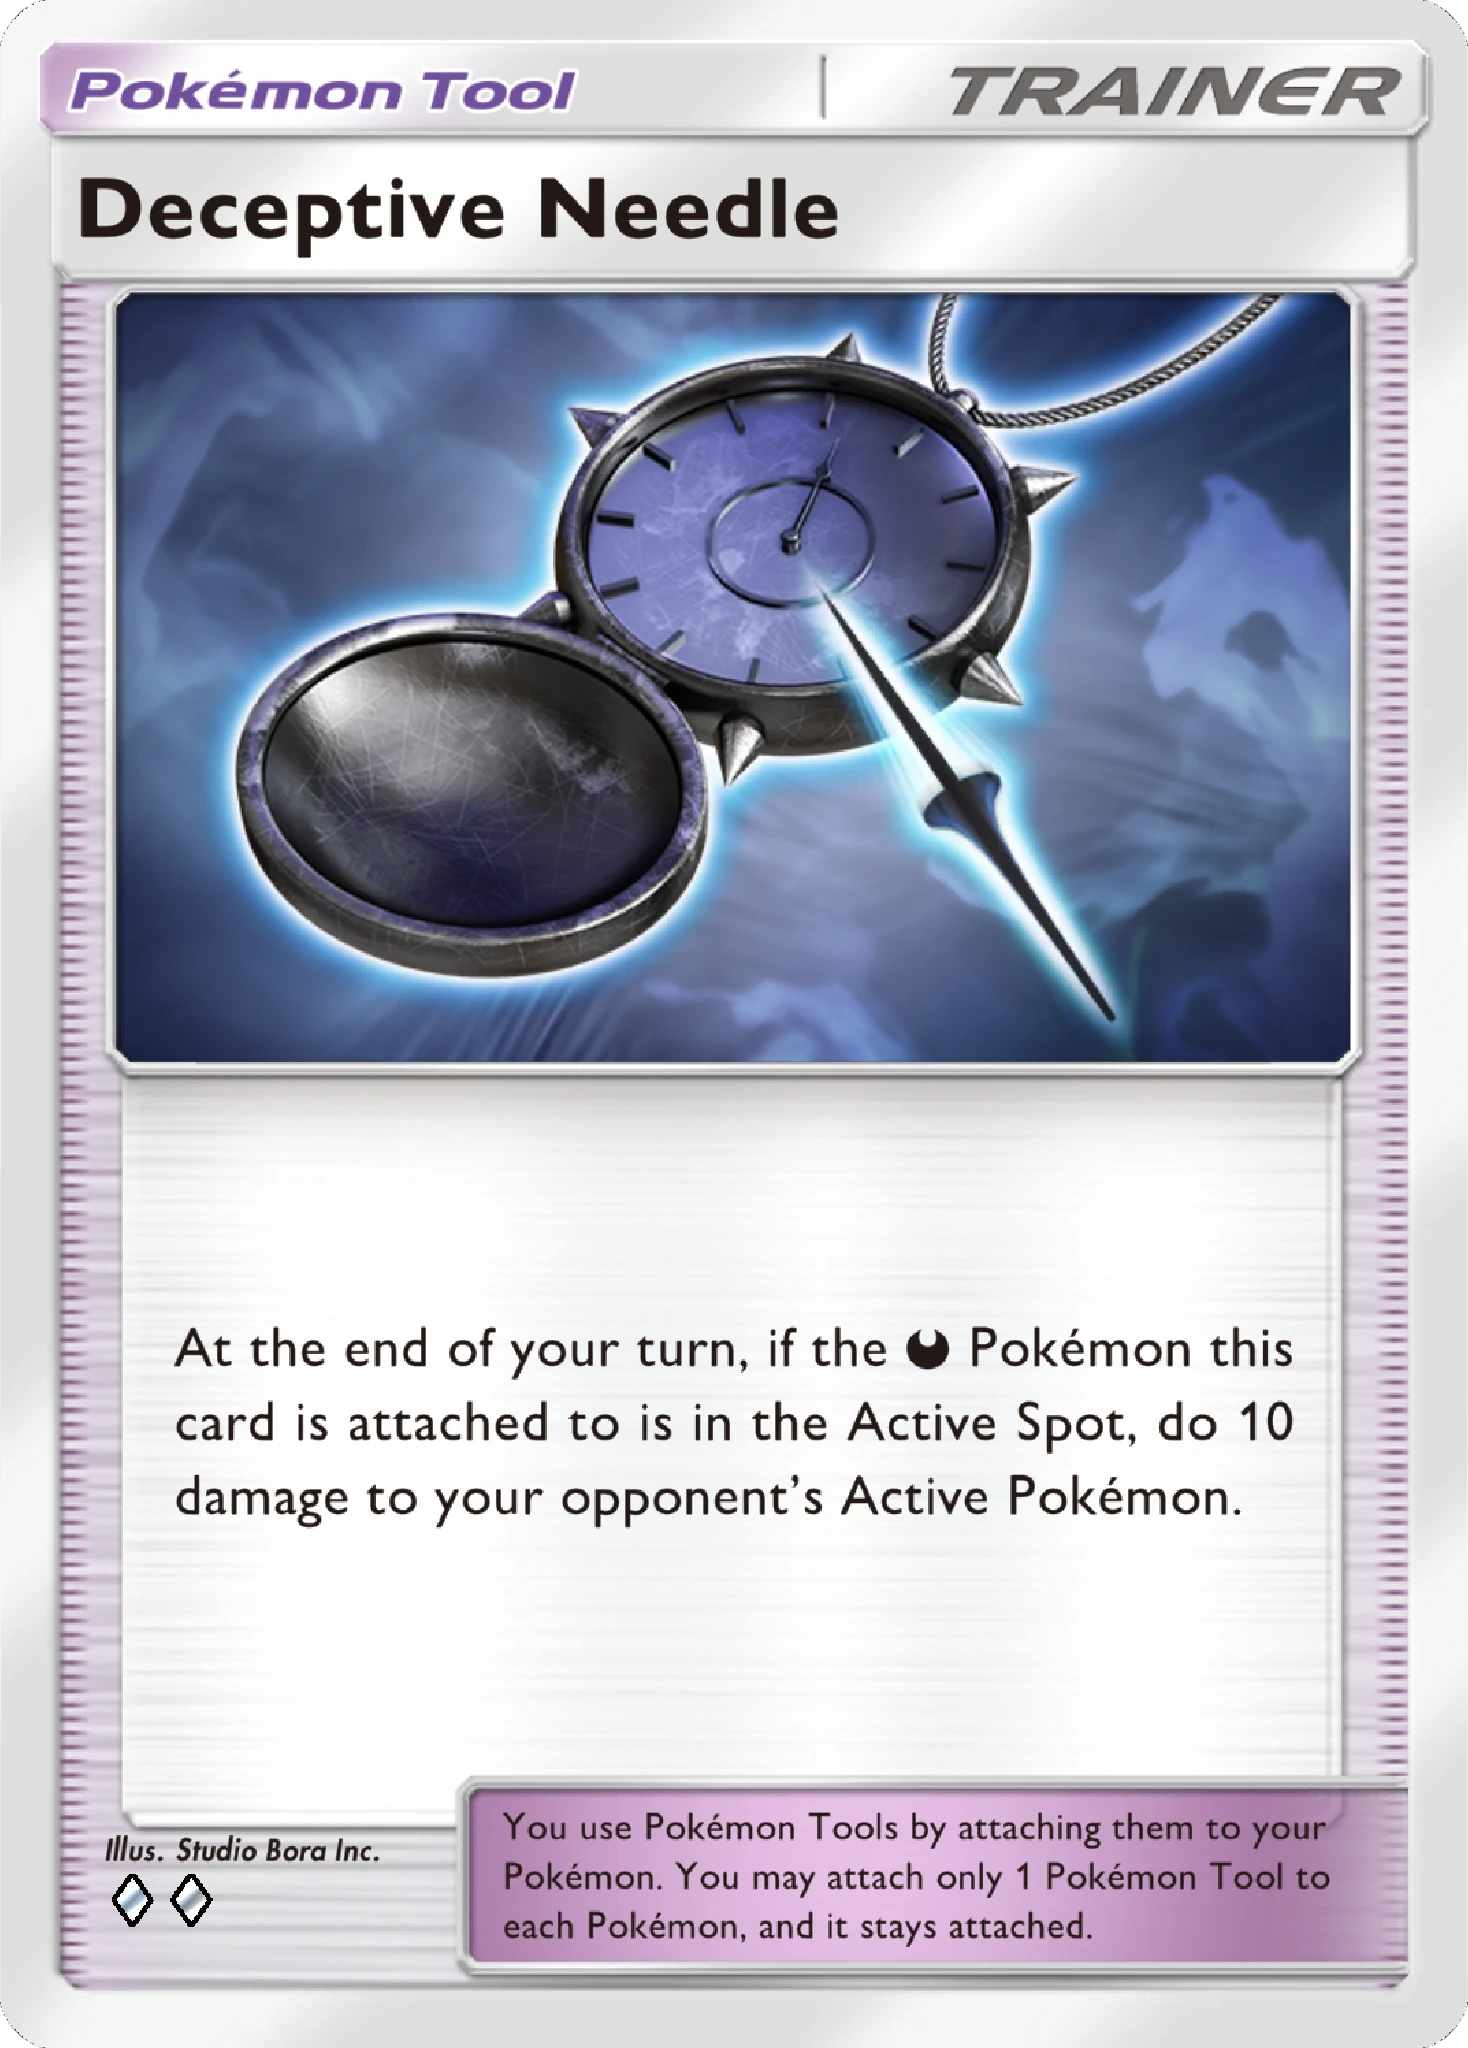 Pokémon Tool
TRAINER
Deceptive Needle
At the end of your turn, if the Pokémon this
card is attached to is in the Active Spot, do 10
damage to your opponent’s Active Pokémon.
Illus. Studio Bora Inc.
You use Pokémon Tools by attaching them to your
Pokémon. You may attach only 1 Pokémon Tool to
each Pokémon, and it stays attached.